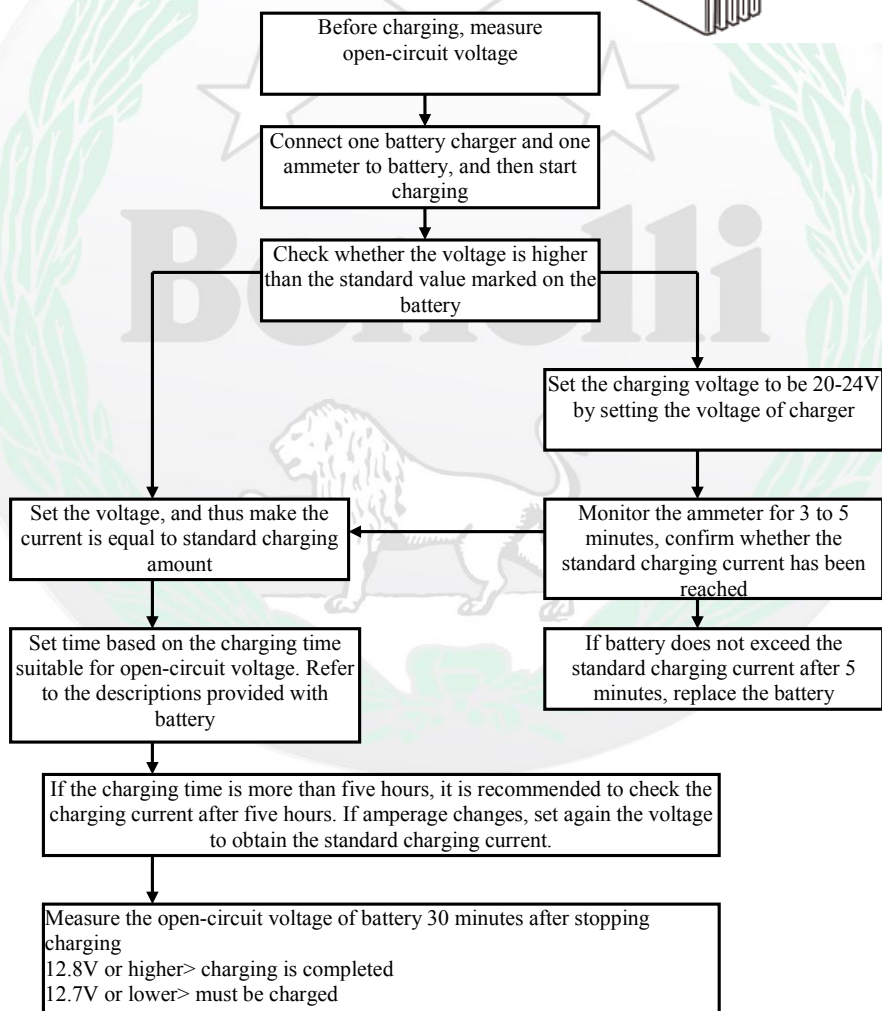 Before charging, measure
open-circuit voltage
Connect one battery charger and one
ammeter to battery, and then start
charging
Check whether the voltage is higher
than the standard value marked on the
battery
Benelli
Set the charging voltage to be 20-24V
by setting the voltage of charger
Set the voltage, and thus make the
current is equal to standard charging
amount
Monitor the ammeter for 3 to 5
minutes, confirm whether the
standard charging current has been
reached
Set time based on the charging time
suitable for open-circuit voltage. Refer
to the descriptions provided with
battery
If battery does not exceed the
standard charging current after 5
minutes, replace the battery
If the charging time is more than five hours, it is recommended to check the
charging current after five hours. If amperage changes, set again the voltage
to obtain the standard charging current.
Measure the open-circuit voltage of battery 30 minutes after stopping
charging
12.8V or higher> charging is completed
12.7V or lower> must be charged